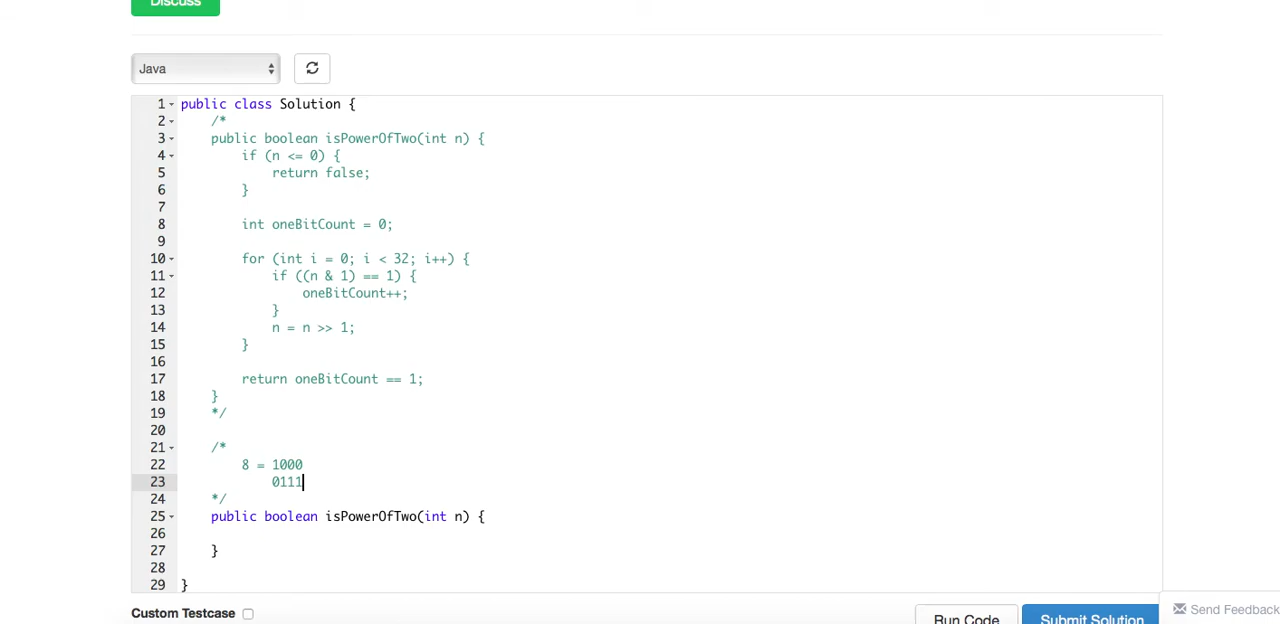 Discuss
Java
1 public class Solution {
2 /*
3 public boolean isPowerOfTwo(int n) {
4 if (n <= 0) {
5 return false;
6 }
7
8 int oneBitCount = 0;
9
10 for (int i = 0; i < 32; i++) {
11 if ((n & 1) == 1) {
12 oneBitCount++;
13 }
14 n = n >> 1;
15 }
16
17 return oneBitCount == 1;
18 }
19 */
20
21 /*
22 8 = 1000
23 0111
24 */
25 public boolean isPowerOfTwo(int n) {
26
27 }
28
29 }
Custom Testcase
Run Code
Submit Solution
Send Feedback